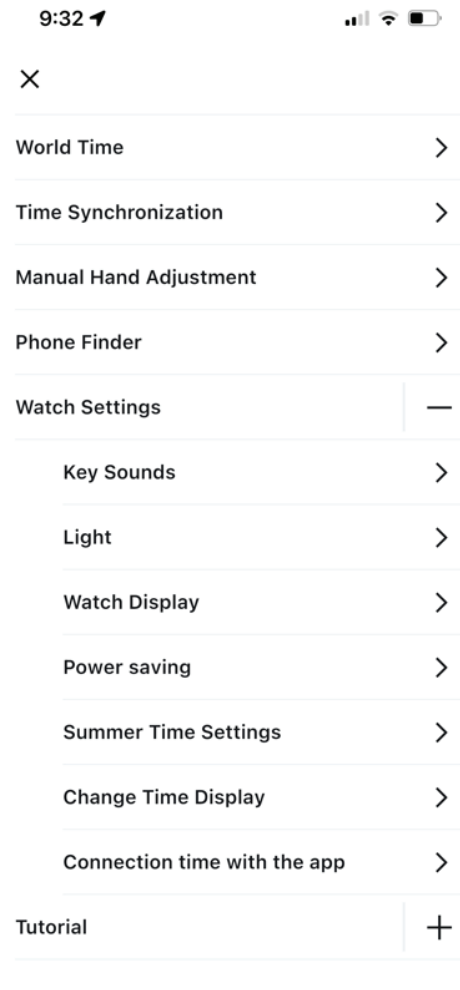 9:32
World Time
Time Synchronization
Manual Hand Adjustment
Phone Finder
Watch Settings
Key Sounds
Light
Watch Display
Power saving
Summer Time Settings
Change Time Display
Connection time with the app
Tutorial